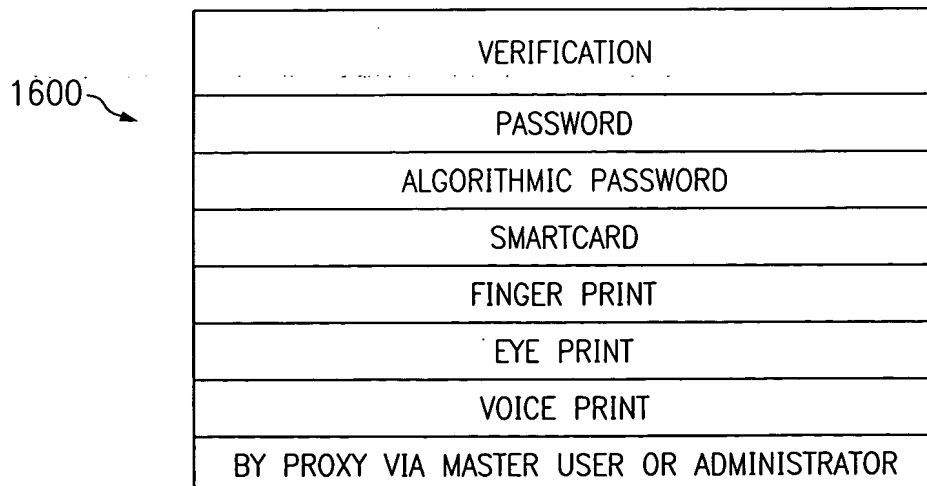 VERIFICATION
1600
PASSWORD
ALGORITHMIC PASSWORD
SMARTCARD
FINGER PRINT
EYE PRINT
VOICE PRINT
BY PROXY VIA MASTER USER OR ADMINISTRATOR